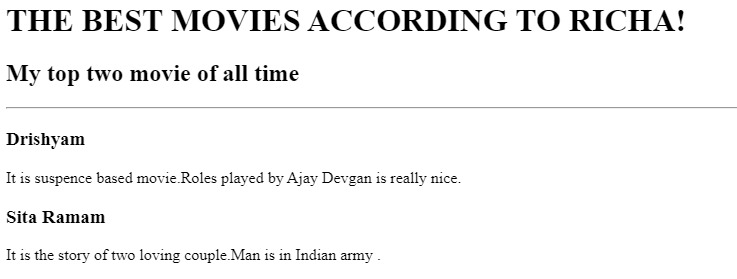 THE BEST MOVIES ACCORDING TO RICHA!
My top two movie of all time
Drishyam
It is suspence based movie.Roles played by Ajay Devgan is really nice.
Sita Ramam
It is the story of two loving couple.Man is in Indian army .